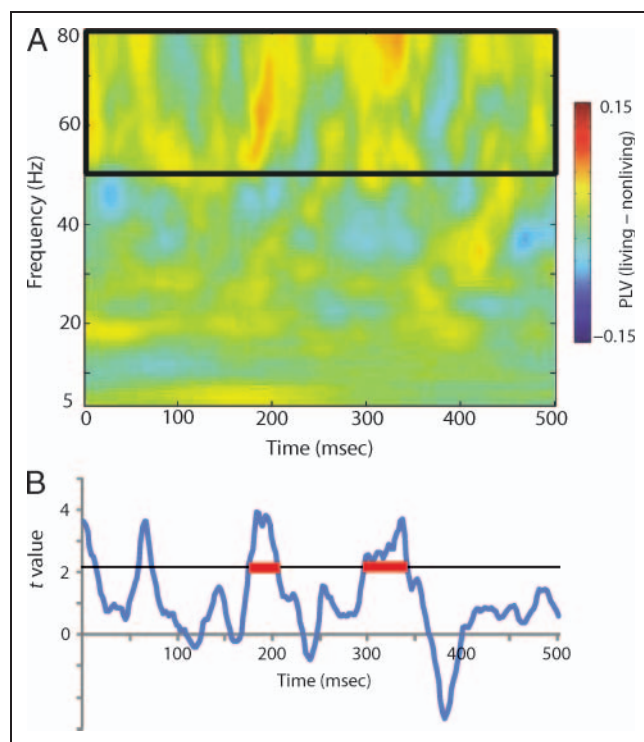 A
80
60
40
20
5
Frequency (Hz)
0 100 200 300 400 500
Time (msec)
0.15
−0.15
PLV (living – nonliving)
B
4
2
0
t value
100 200 300 400 500
Time (msec)